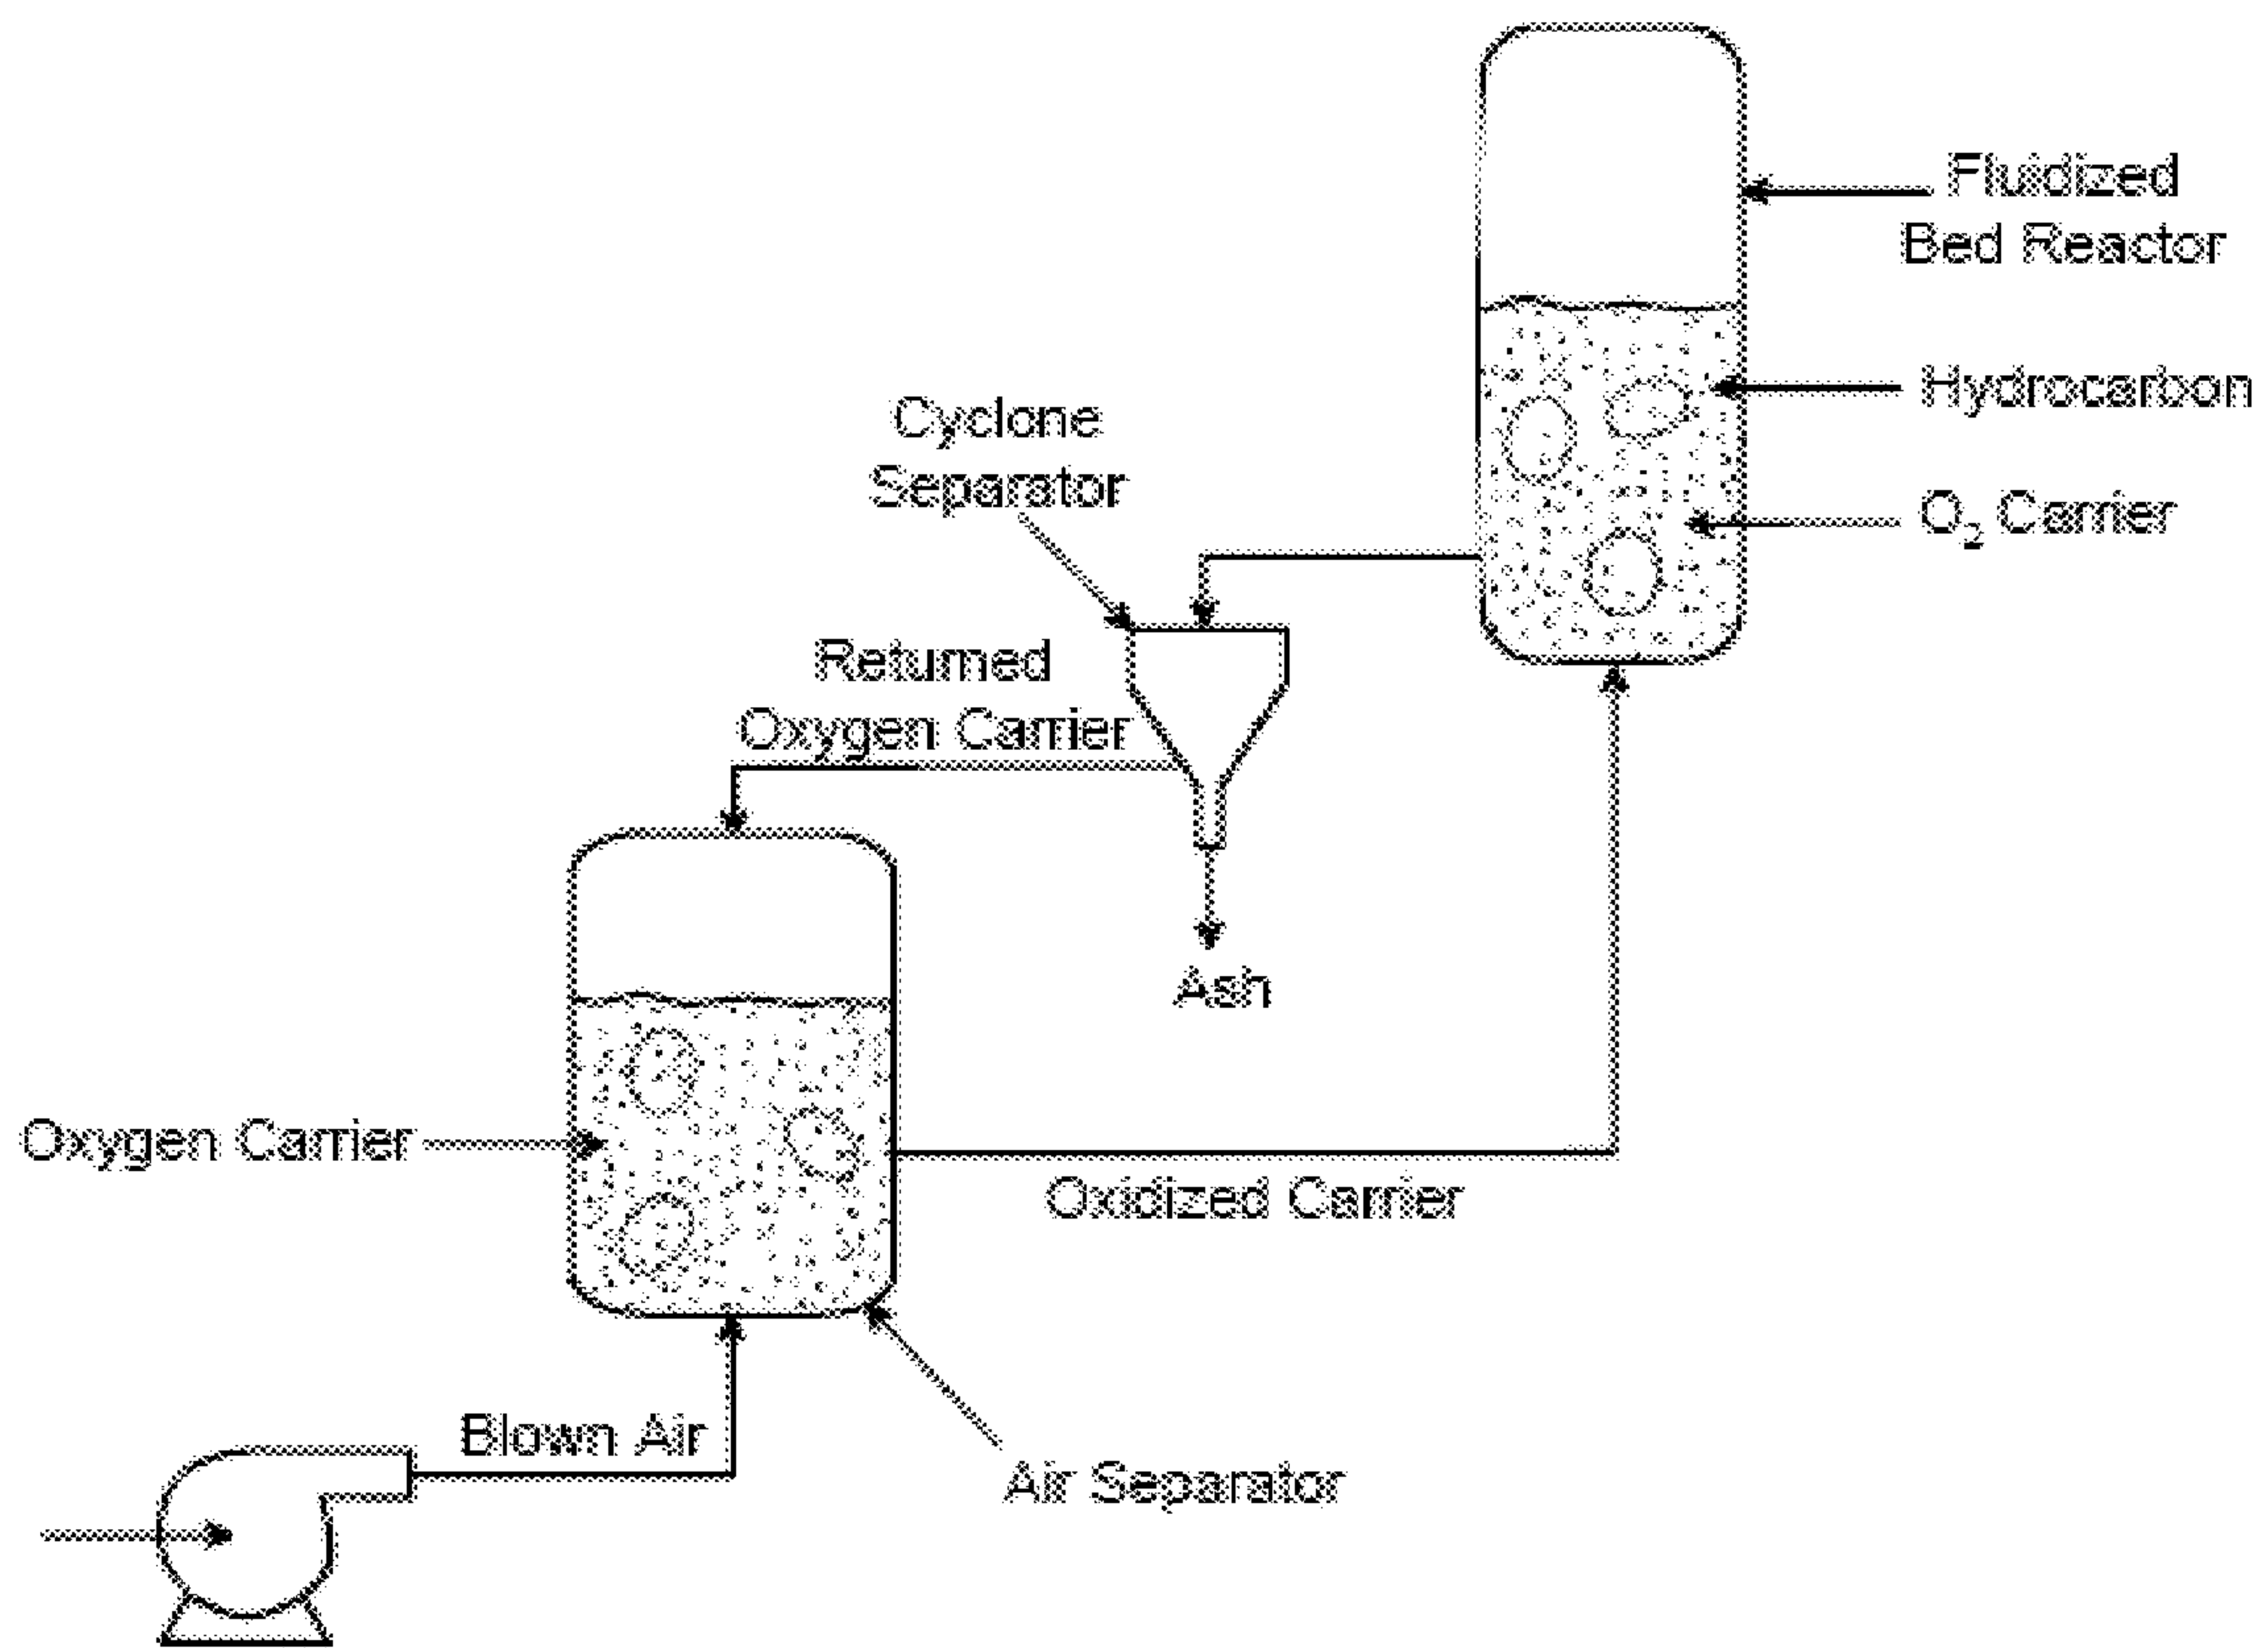 Fluidized
Bed Reactor
Hydrocarbon
Cyclone
Separator
O₂ Carrier
Returned
Oxygen Carrier
Ash
Oxygen Carrier
Oxidized Carrier
Blown Air
Air Separator